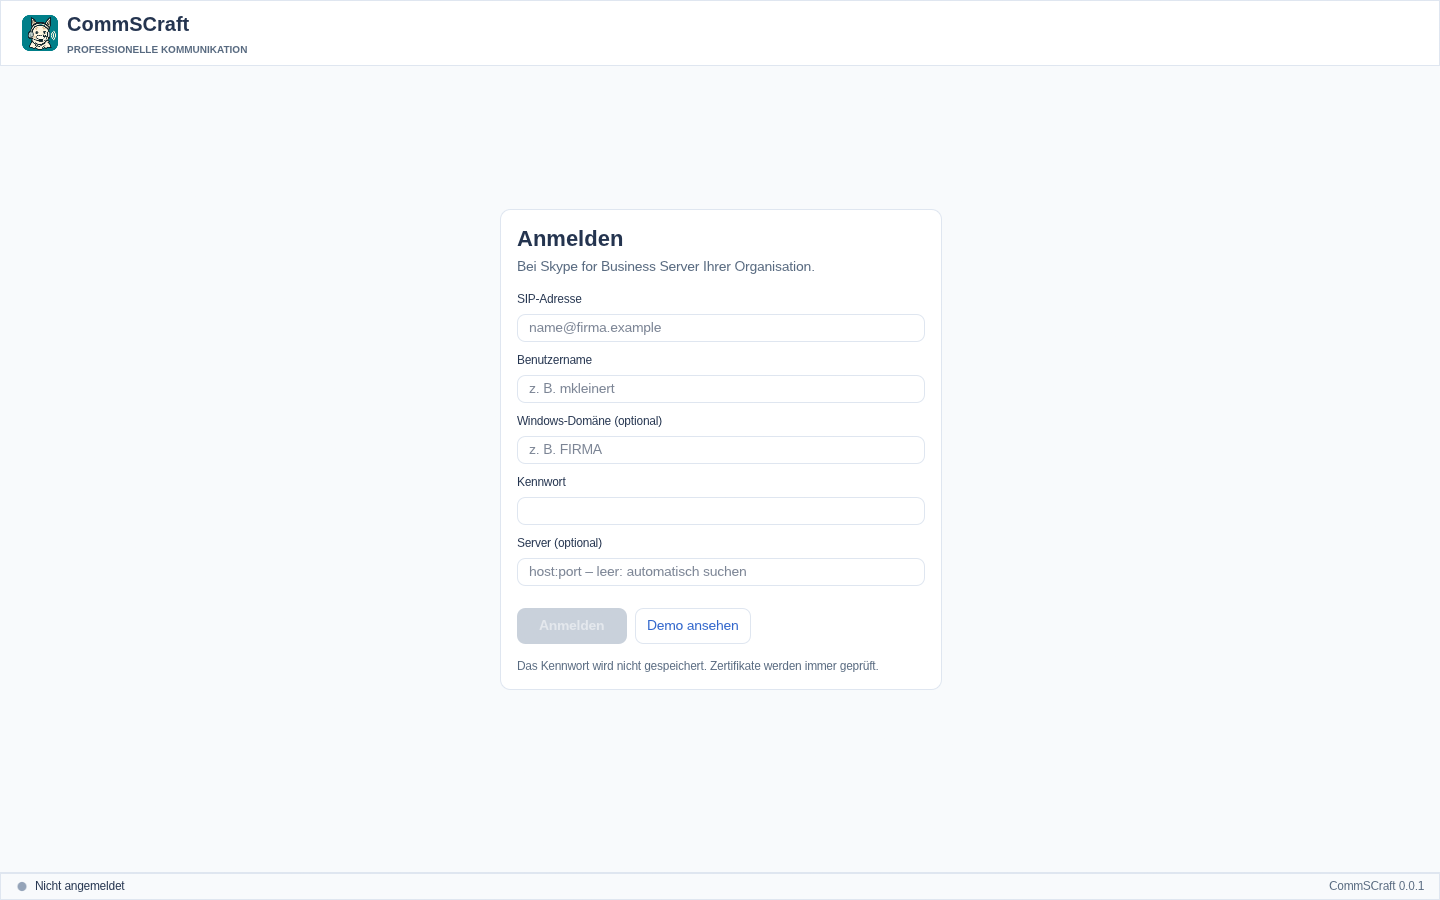 CommSCraft
PROFESSIONELLE KOMMUNIKATION
Anmelden
Bei Skype for Business Server Ihrer Organisation.
SIP-Adresse
name@firma.example
Benutzername
z. B. mkleinert
Windows-Domäne (optional)
z. B. FIRMA
Kennwort
Server (optional)
host:port – leer: automatisch suchen
Anmelden Demo ansehen
Das Kennwort wird nicht gespeichert. Zertifikate werden immer geprüft.
Nicht angemeldet CommSCraft 0.0.1